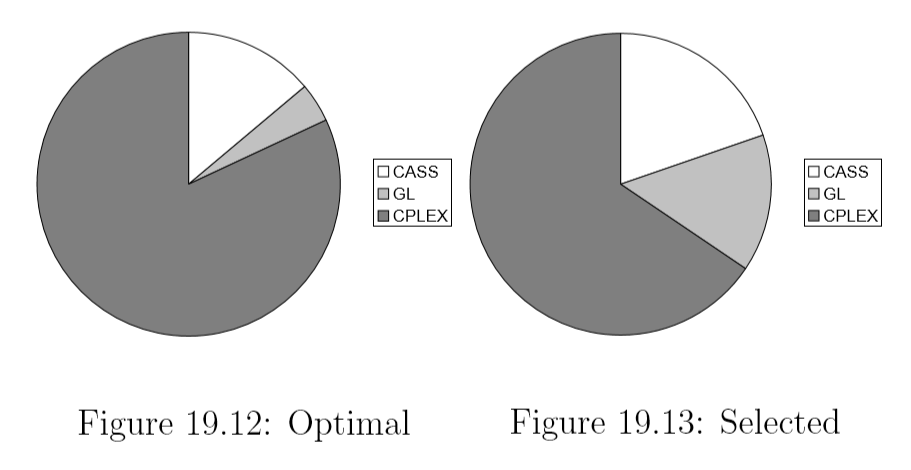 CASS
GL
CPLEX
CASS
GL
CPLEX
Figure 19.12: Optimal
Figure 19.13: Selected